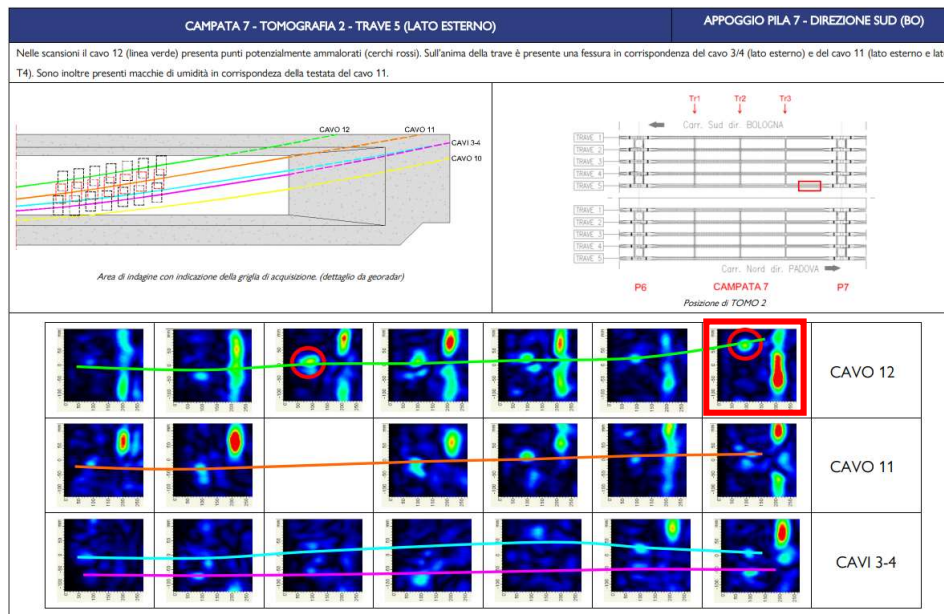 CAMPATA 7 - TOMOGRAFIA 2 - TRAVE 5 (LATO ESTERNO)
APPOGGIO PILA 7 - DIREZIONE SUD (BO)
Nelle scansioni il cavo 12 (linea verde) presenta punti potenzialmente ammalorati (cerchi rossi). Sull'anima della trave è presente una fessura in corrispondenza del cavo 3/4 (lato esterno) e del cavo 11 (lato esterno e lat
T4). Sono inoltre presenti macchie di umidità in corrispondeza della testata del cavo 11.
CAVO 12
CAVO 11
CAVI 3-4
CAVO 10
Area di indagine con indicazione della griglia di acquisizione. (dettaglio da georadar)
Tr1 Tr2 Tr3
Carr. Sud dir. BOLOGNA
TRAVE 1
TRAVE 2
TRAVE 3
TRAVE 4
TRAVE 5
TRAVE 1
TRAVE 2
TRAVE 3
TRAVE 4
TRAVE 5
Carr. Nord dir. PADOVA
P6 CAMPATA 7 P7
Posizione di TOMO 2
CAVO 12
CAVO 11
CAVI 3-4